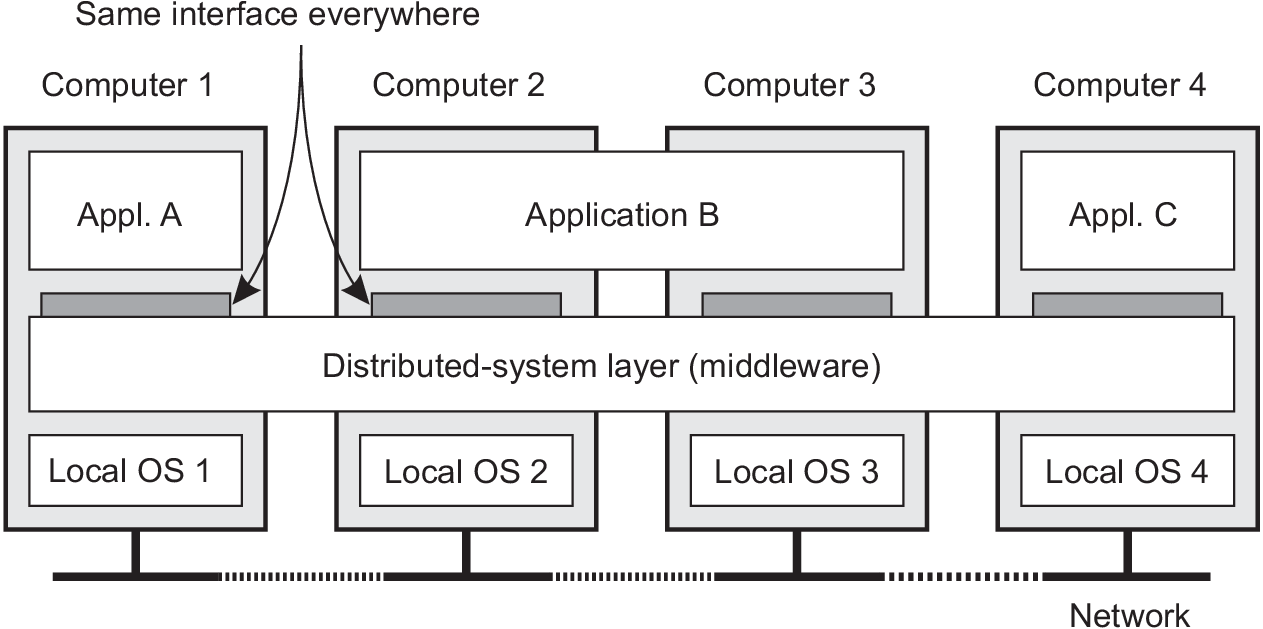 Same interface everywhere
Computer 1
Computer 2
Computer 3
Computer 4
Appl. A
Application B
Appl. C
Distributed-system layer (middleware)
Local OS 1
Local OS 2
Local OS 3
Local OS 4
Network